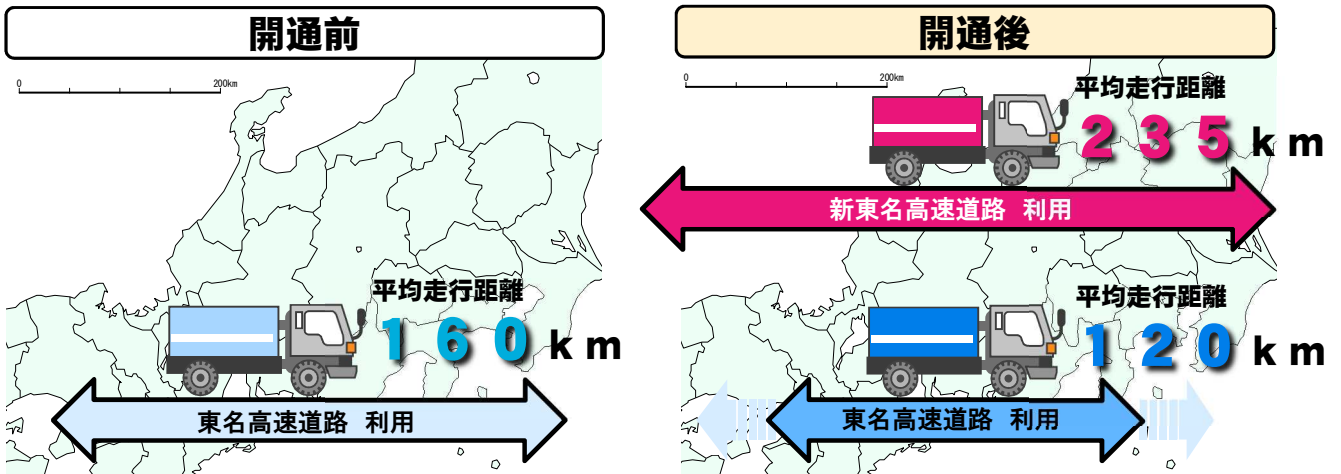 開通前
0 200km
平均走行距離
160km
東名高速道路 利用
開通後
0 200km
平均走行距離
235km
新東名高速道路 利用
平均走行距離
120km
東名高速道路 利用